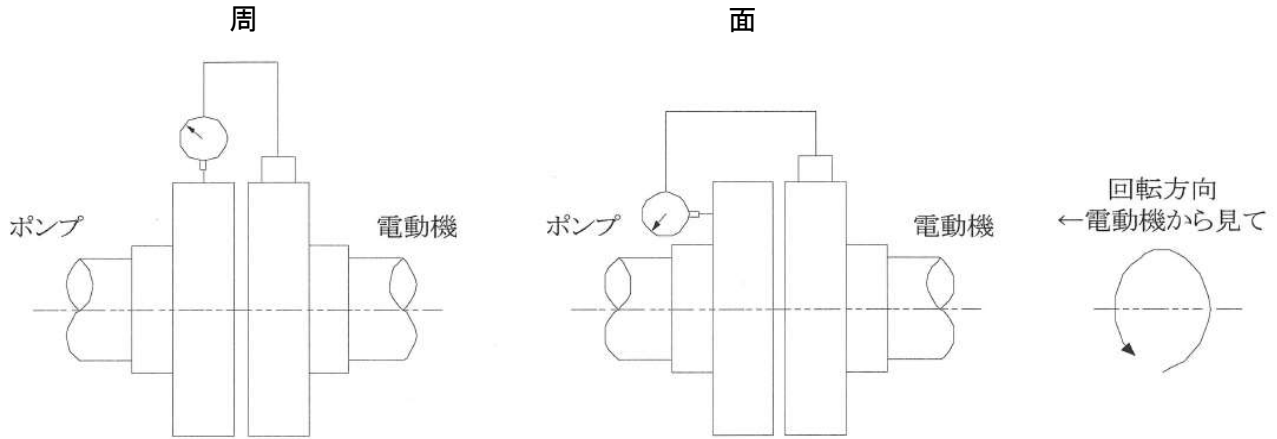 周
面
ポンプ
電動機
ポンプ
電動機
回転方向
←電動機から見て